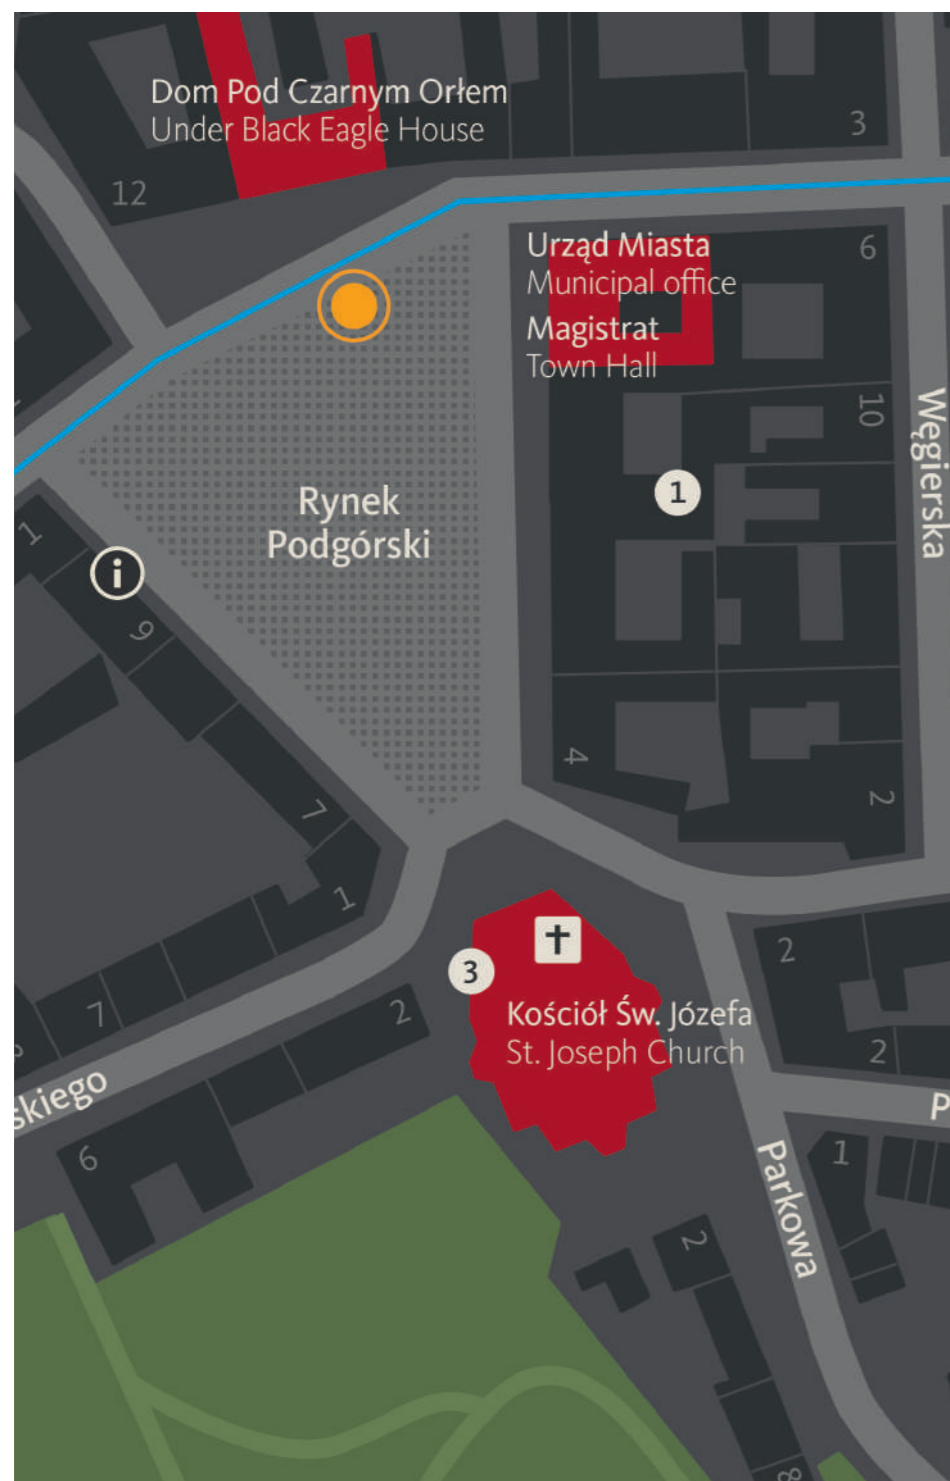 Dom Pod Czarnym Orłem
Under Black Eagle House
3
12
Urząd Miasta
Municipal office
Magistrat
Town Hall
6
10
Węgierska
1
Rynek
Podgórski
1
i
9
7
4
2
1
3
Kościół Św. Józefa
St. Joseph Church
2
2
7
2
skiego
6
P
1
Parkowa
2
8